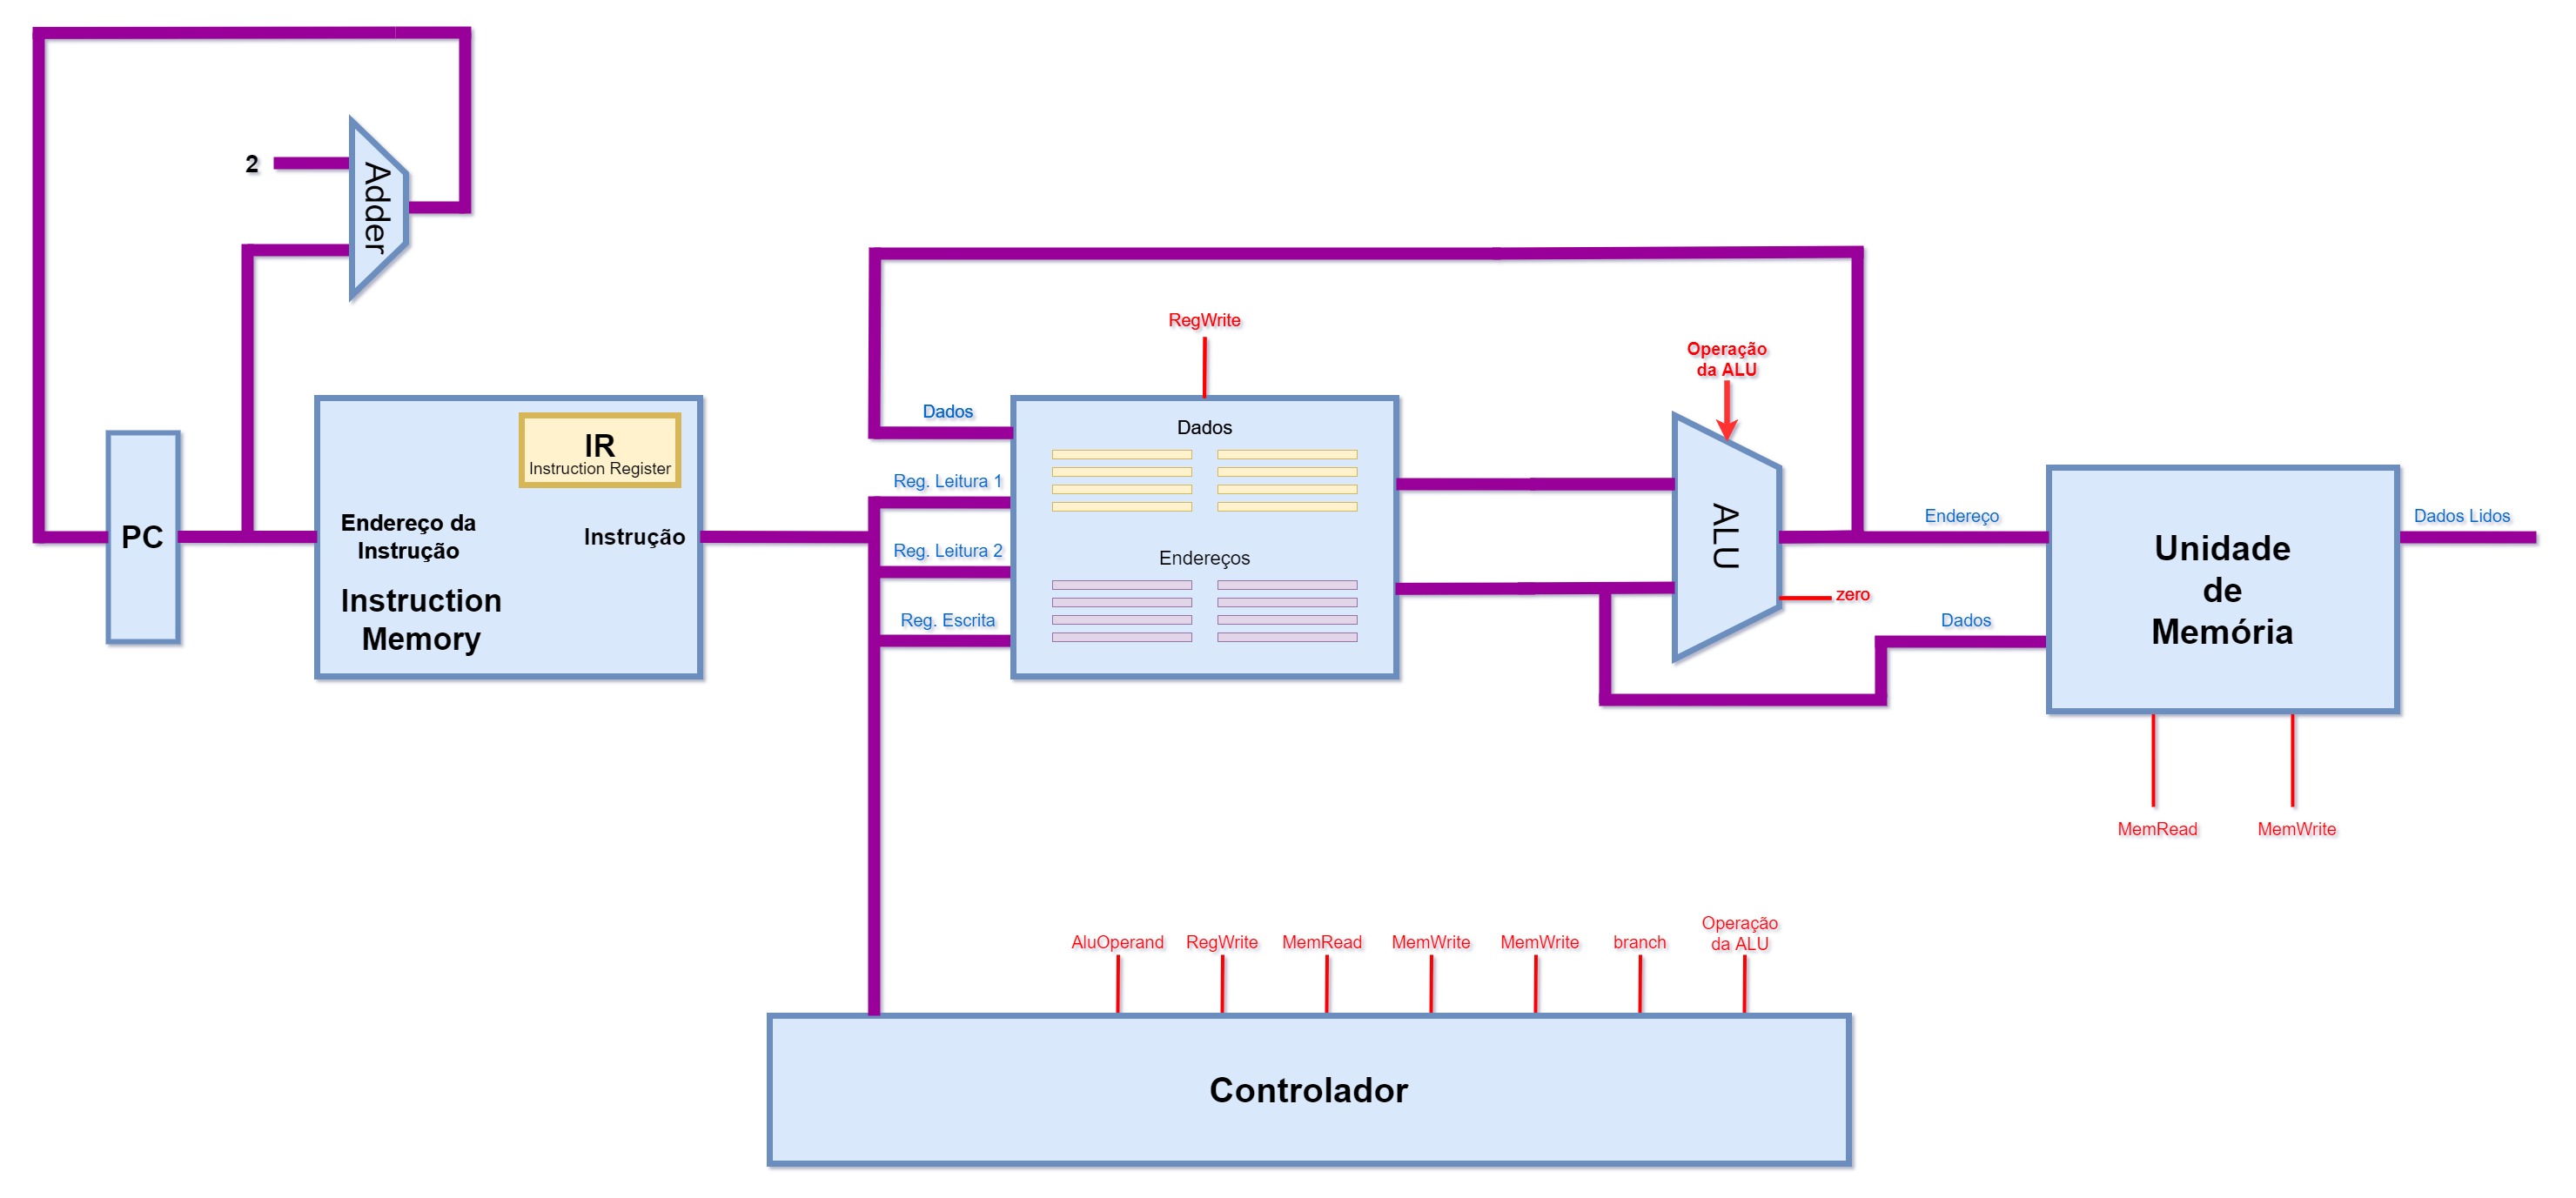 2
Adder
PC
IR
Instruction Register
Endereço da
Instrução
Instrução
Instruction
Memory
RegWrite
Dados
Reg. Leitura 1
Reg. Leitura 2
Reg. Escrita
Dados
Endereços
Operação
da ALU
ALU
zero
Endereço
Dados
Unidade
de
Memória
Dados Lidos
MemRead
MemWrite
AluOperand
RegWrite
MemRead
MemWrite
MemWrite
branch
Operação
da ALU
Controlador